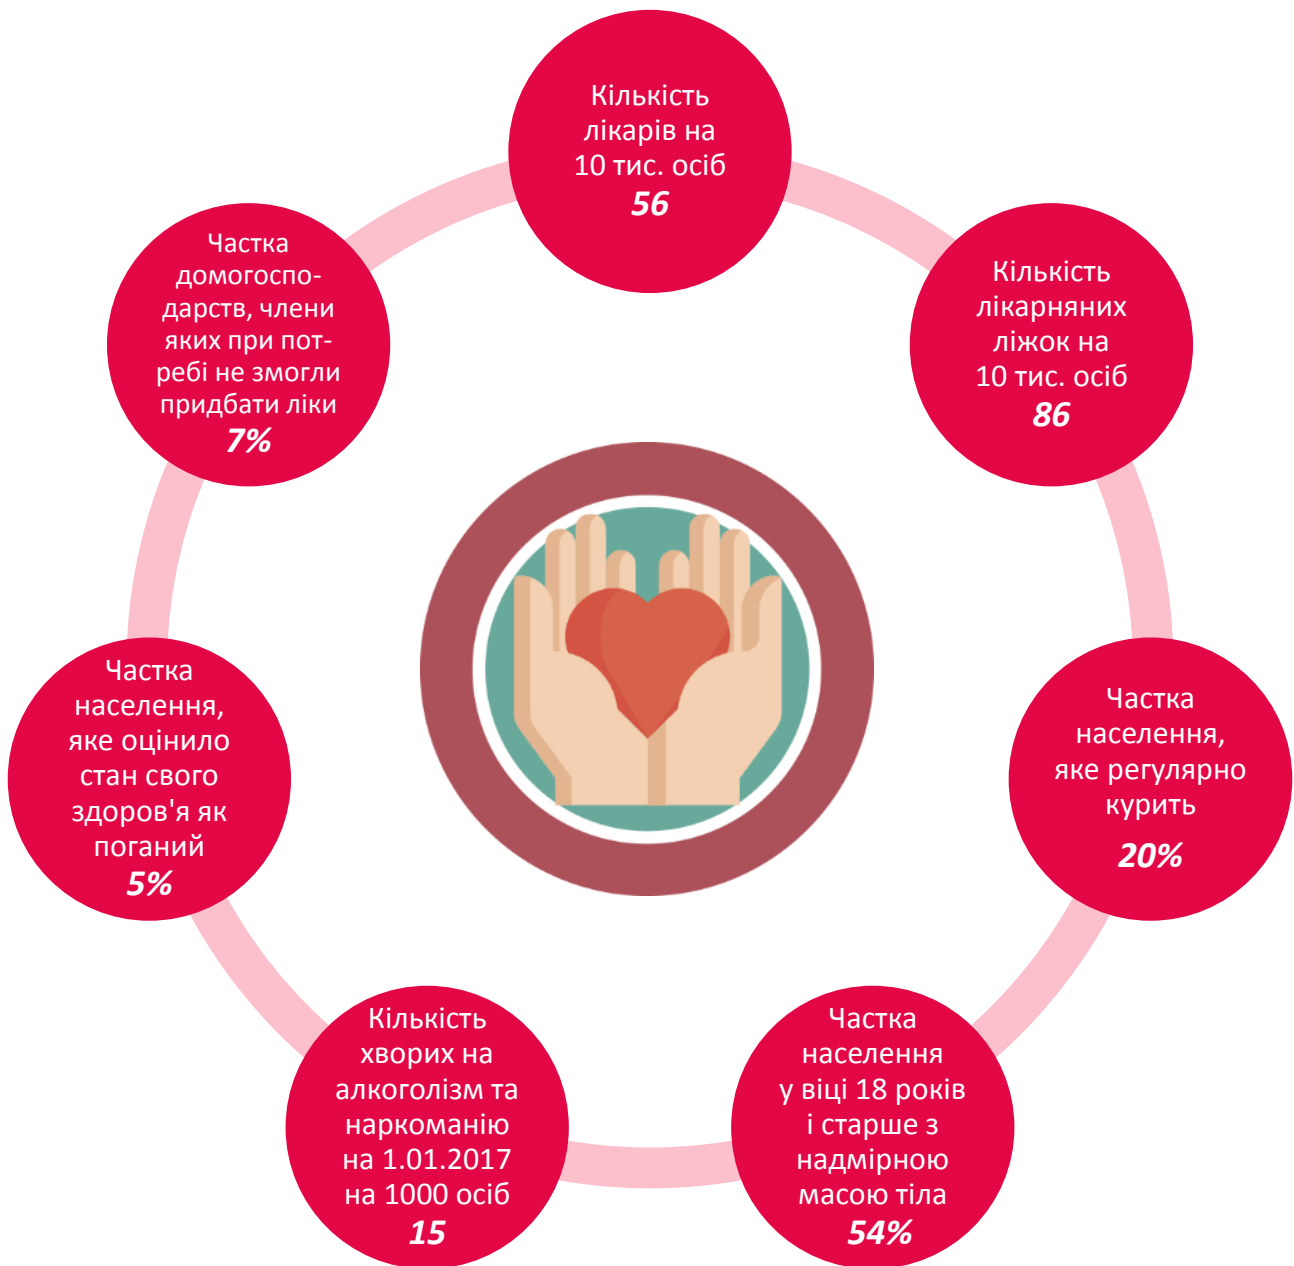 Кількість
лікарів на
10 тис. осіб
56
Кількість
лікарняних
ліжок на
10 тис. осіб
86
Частка
населення,
яке регулярно
курить
20%
Частка
населення
у віці 18 років
і старше з
надмірною
масою тіла
54%
Кількість
хворих на
алкоголізм та
наркоманію
на 1.01.2017
на 1000 осіб
15
Частка
населення,
яке оцінило
стан свого
здоров'я як
поганий
5%
Частка
домогоспо-
дарств, члени
яких при пот-
ребі не змогли
придбати ліки
7%